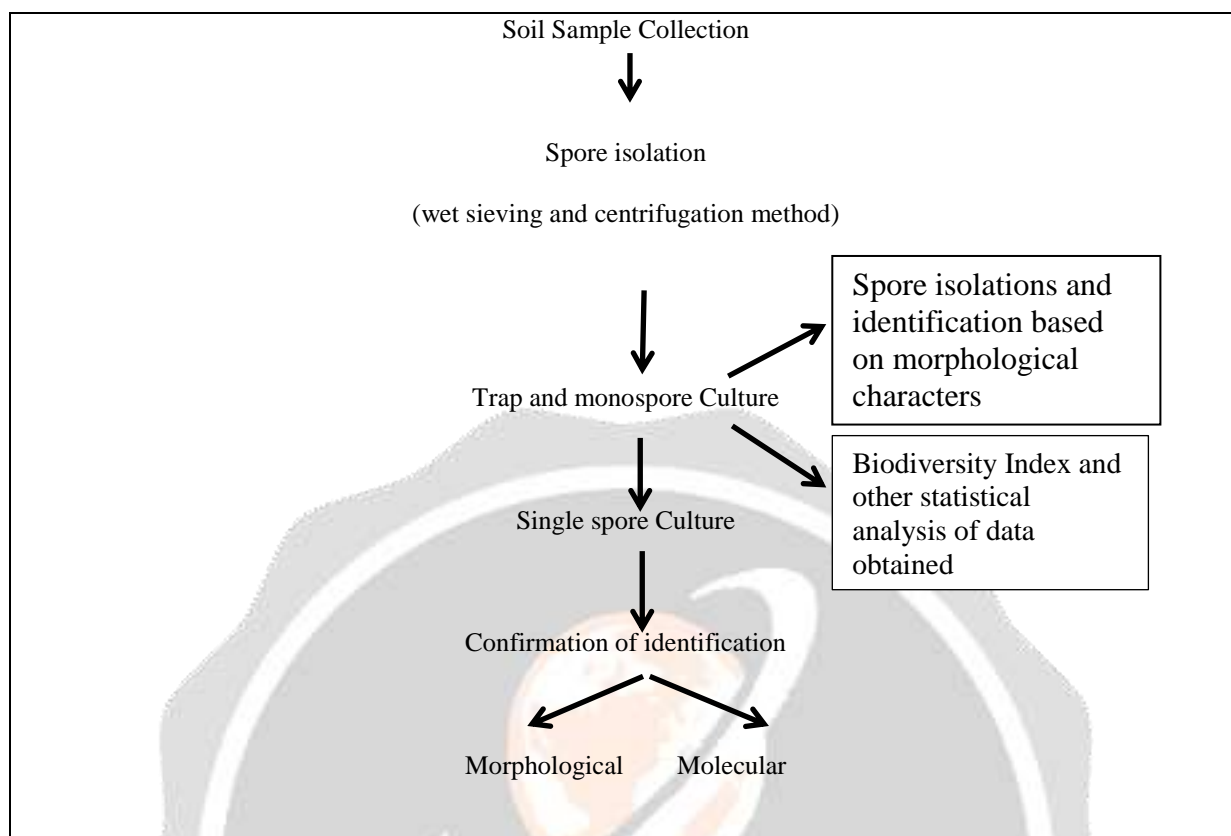 Soil Sample Collection
Spore isolation
(wet sieving and centrifugation method)
Spore isolations and
identification based
on morphological
characters
Trap and monospore Culture
Biodiversity Index and
other statistical
analysis of data
obtained
Single spore Culture
Confirmation of identification
Morphological Molecular